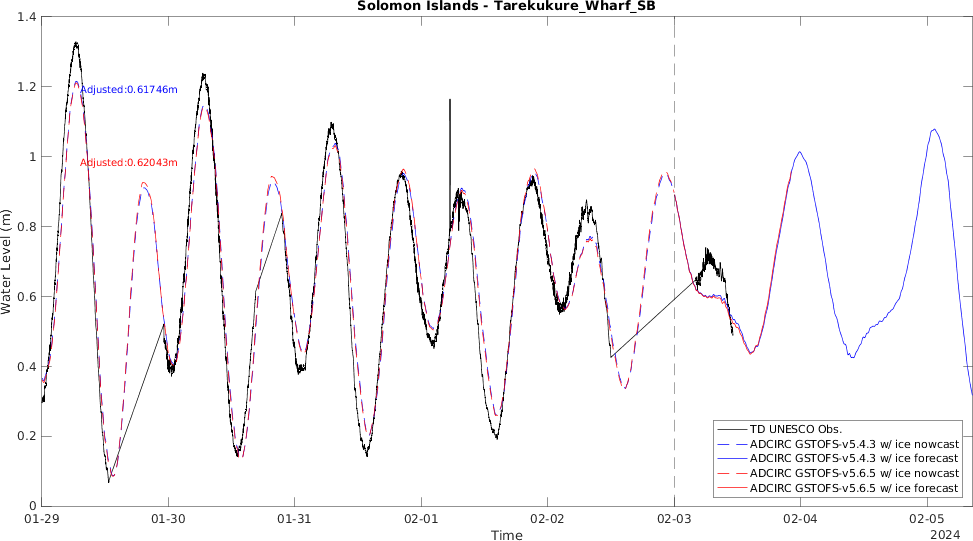 Solomon Islands - Tarekukure_Wharf_SB
1.4
1.2
1
0.8
0.6
0.4
0.2
0
Water Level (m)
Adjusted:0.61746m
Adjusted:0.62043m
TD UNESCO Obs.
ADCIRC GSTOFS-v5.4.3 w/ ice nowcast
ADCIRC GSTOFS-v5.4.3 w/ ice forecast
ADCIRC GSTOFS-v5.6.5 w/ ice nowcast
ADCIRC GSTOFS-v5.6.5 w/ ice forecast
01-29 01-30 01-31 02-01 02-02 02-03 02-04 02-05
Time
2024